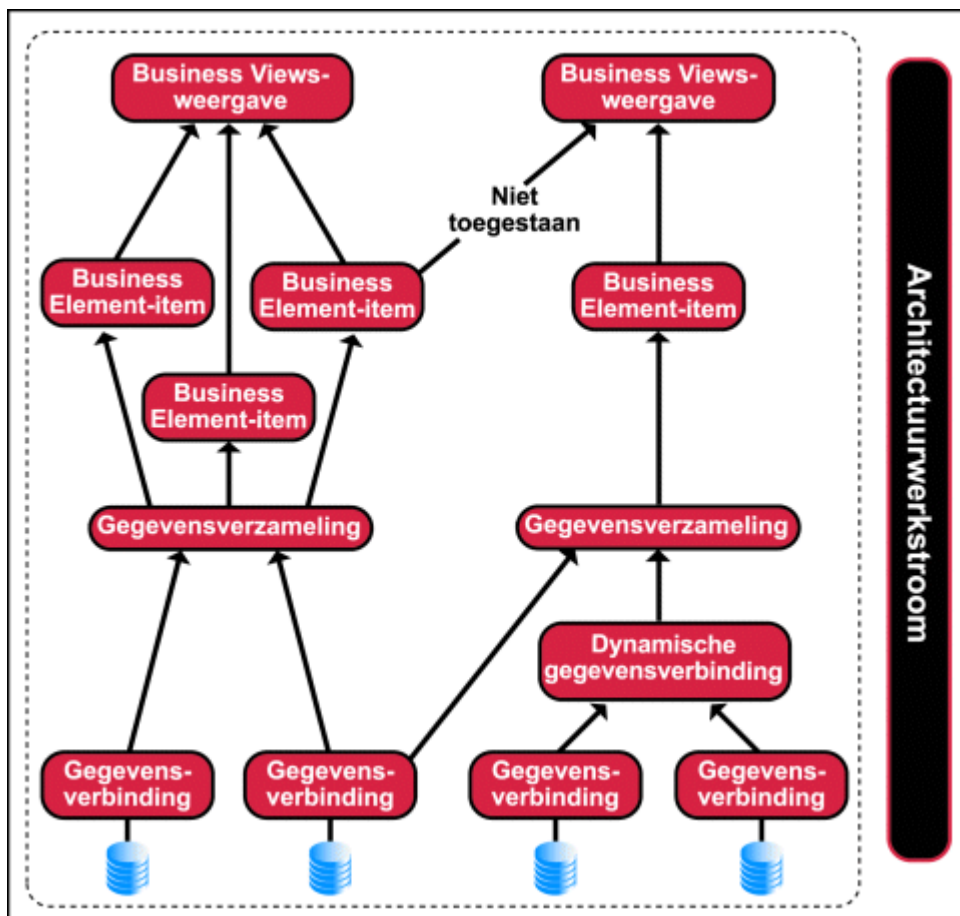 Business Views-
weergave
Business Views-
weergave
Niet
toegestaan
Business
Element-item
Business
Element-item
Business
Element-item
Business
Element-item
Gegevensverzameling
Gegevensverzameling
Dynamische
gegevensverbinding
Gegevens-
verbinding
Gegevens-
verbinding
Gegevens-
verbinding
Gegevens-
verbinding
Architectuurwerkstroom